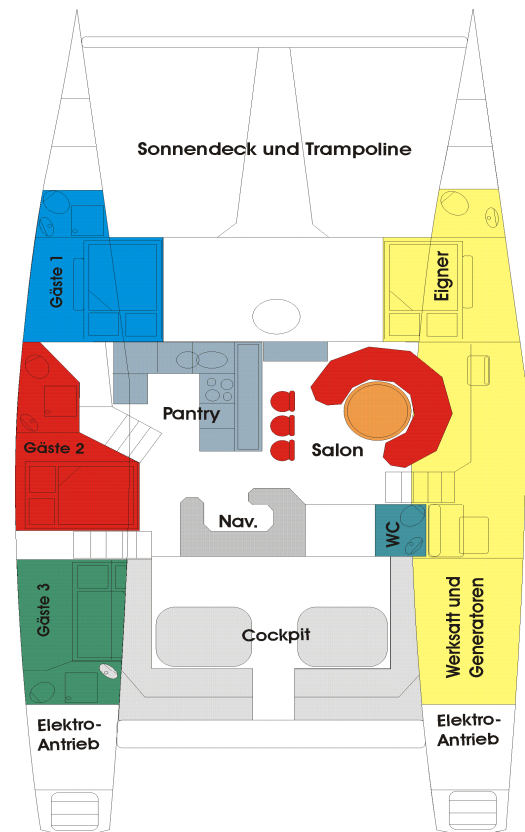 Sonnendeck und Trampoline
Gäste 1
Eigner
Pantry
Salon
Gäste 2
Nav.
WC
Gäste 3
Cockpit
Werksatt und
Generatoren
Elektro-
Antrieb
Elektro-
Antrieb